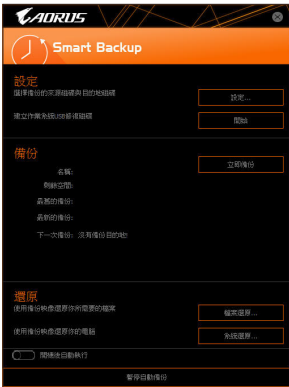 AORUS
Smart Backup
設定
選擇備份的來源磁碟與目的地磁碟
設定...
建立作業系統USB修復磁碟
開始
備份
立即備份
名稱:
剩餘空間:
最舊的備份:
最新的備份:
下一次備份: 沒有備份目的地!
還原
使用備份映像還原你所需要的檔案
檔案還原...
使用備份映像還原你的電腦
系統還原...
開機後自動執行
暫停自動備份